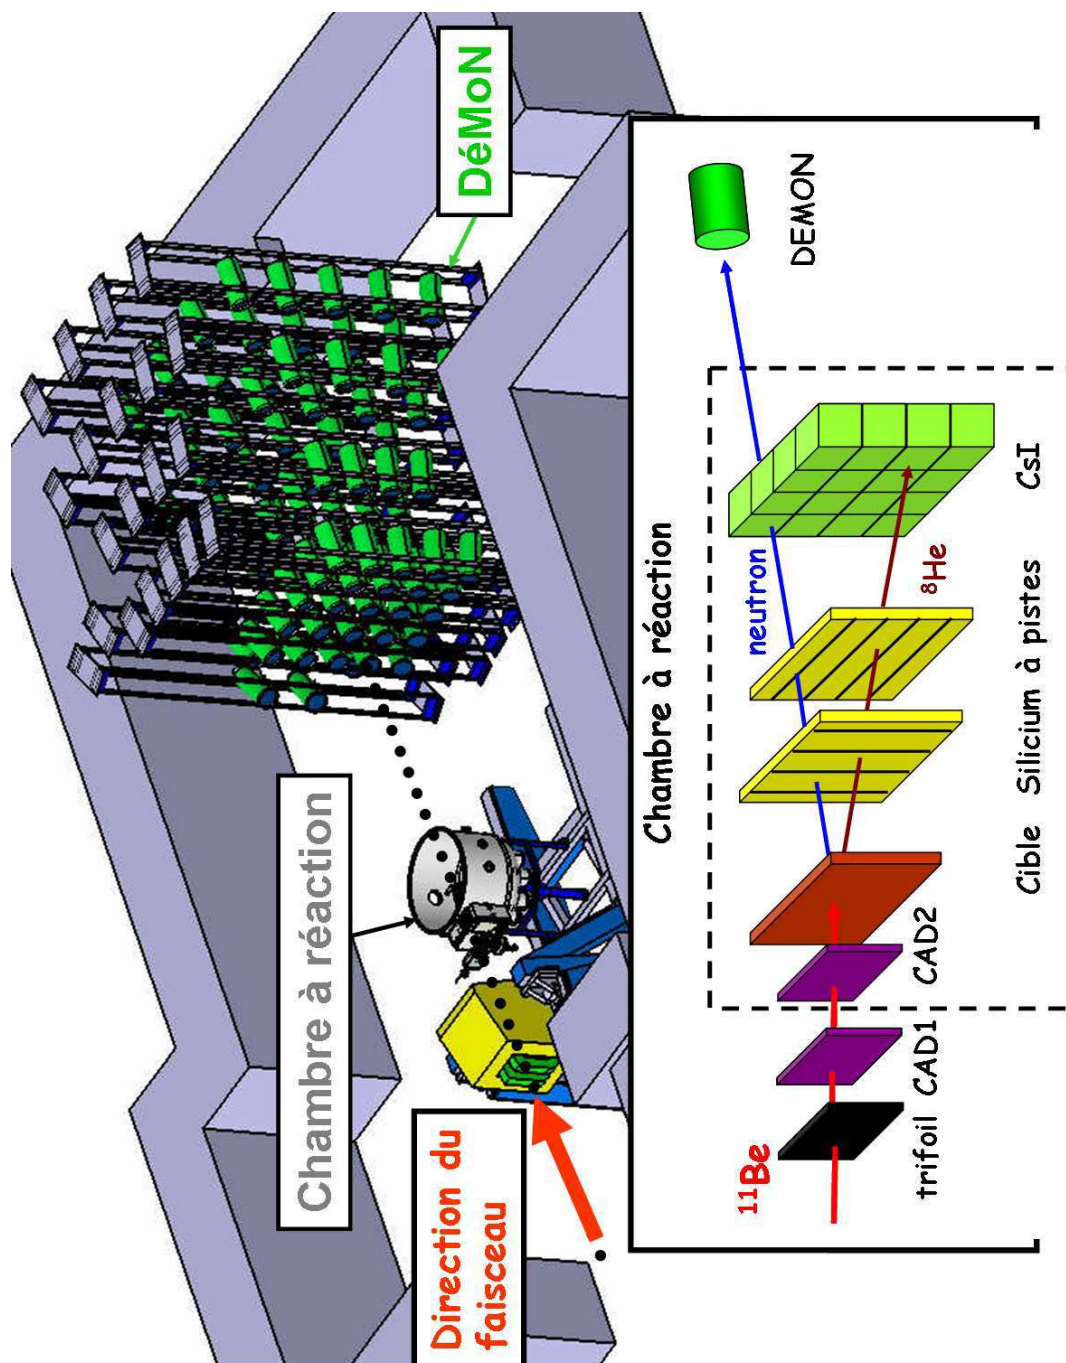 DéMoN
Chambre à réaction
Direction du
faisceau
Chambre à réaction
¹¹Be
neutron
⁸He
DEMON
trifoil CAD1 CAD2
Cible Silicium à pistes CsI